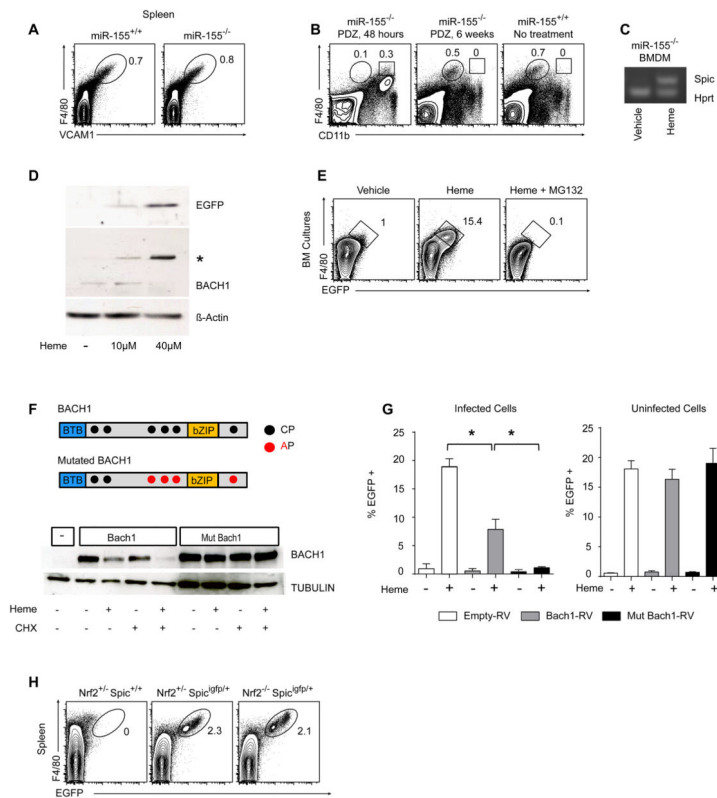 A
Spleen
miR-155+/+ miR-155-/-
0.7 0.8
F4/80
VCAM1
B
miR-155-/- miR-155-/- miR-155+/+
PDZ, 48 hours PDZ, 6 weeks No treatment
0.1 0.3 0.5 0 0.7 0
F4/80
CD11b
C
miR-155-/-
BMDM
Spic
Hprt
Vehicle
Heme
D
EGFP
*
BACH1
ß-Actin
Heme - 10µM 40µM
E
Vehicle Heme Heme + MG132
1 15.4 0.1
BM Cultures
F4/80
EGFP
F
BACH1
BTB bZIP
CP
AP
Mutated BACH1
BTB bZIP
- Bach1 Mut Bach1
BACH1
TUBULIN
Heme - - + - + - + - +
CHX - - - + + - - + +
G
Infected Cells Uninfected Cells
* *
% EGFP +
25
20
15
10
5
0
Heme - + - + - +
% EGFP +
25
20
15
10
5
0
Heme: - + - + - +
Empty-RV Bach1-RV Mut Bach1-RV
H
Nrf2+/- Spic+/+ Nrf2+/- Spicigfp/+ Nrf2-/- Spicigfp/+
0 2.3 2.1
Spleen
F4/80
EGFP